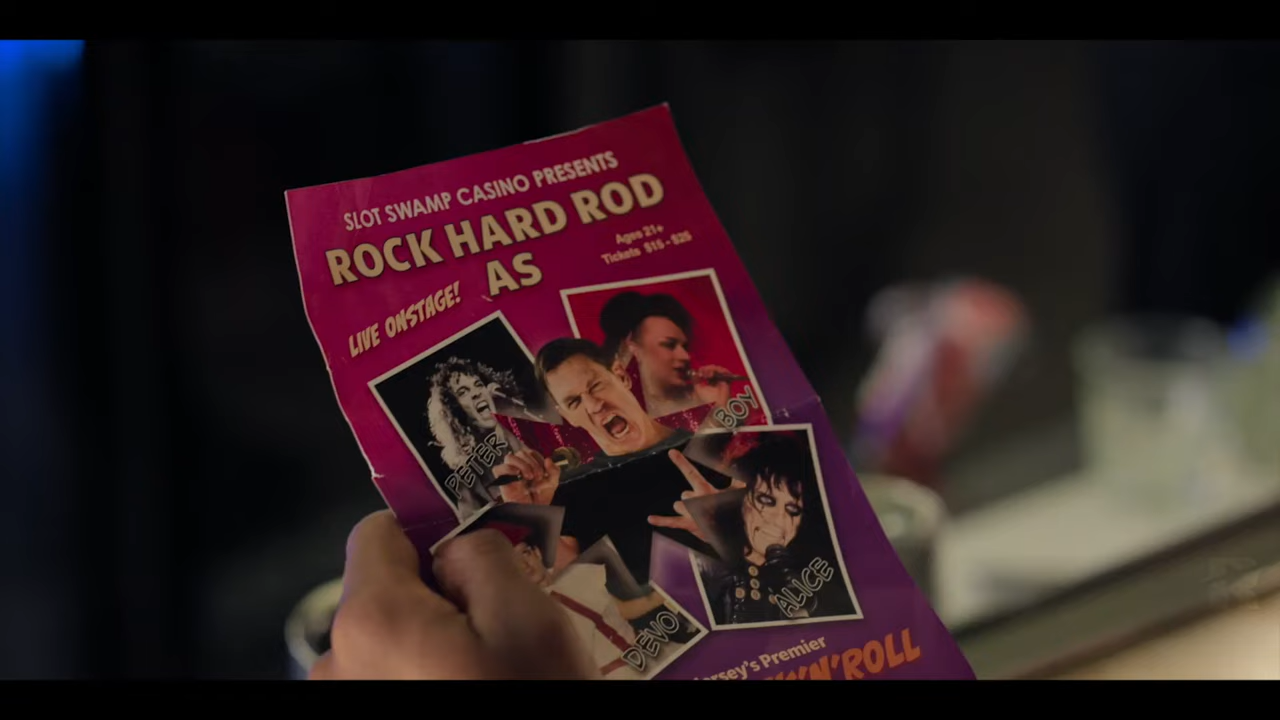 SLOT SWAMP CASINO PRESENTS
ROCK HARD ROD
AS
Ages 21+
Tickets $15 - $25
LIVE ONSTAGE!
PETER
BOY
ALICE
DEVO
Premier
'N'ROLL